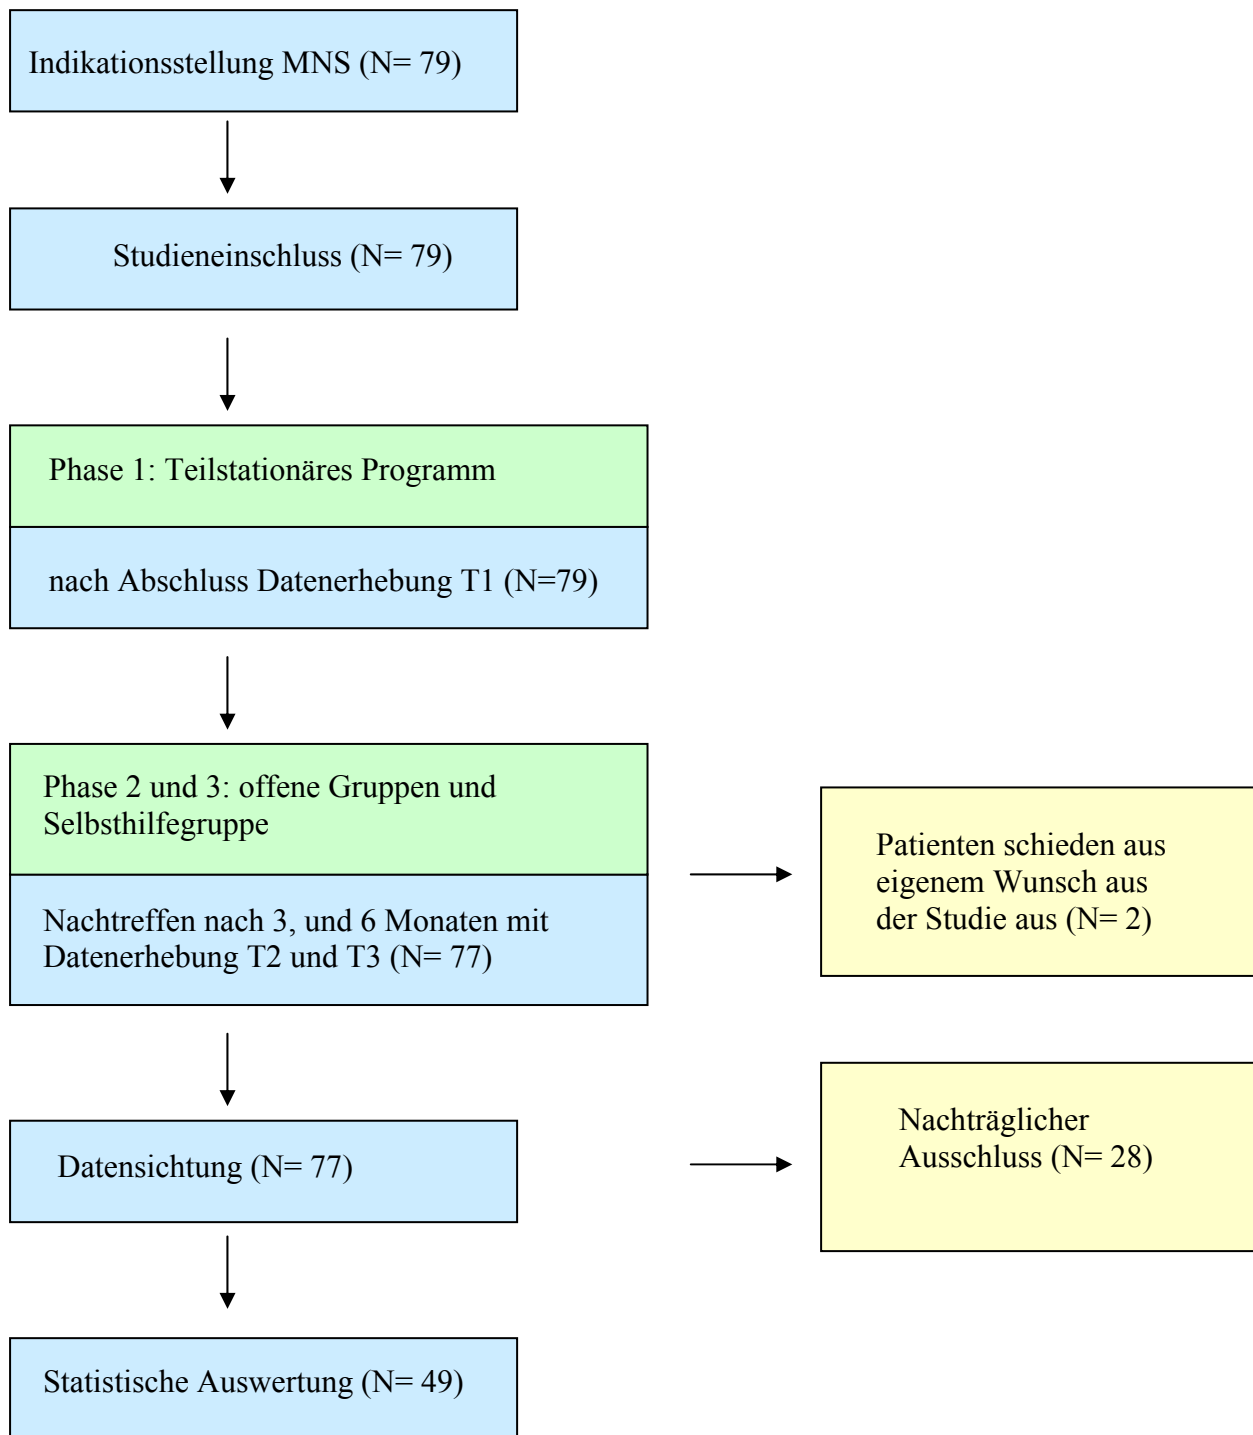 Indikationsstellung MNS (N= 79)
Studieneinschluss (N= 79)
Phase 1: Teilstationäres Programm
nach Abschluss Datenerhebung T1 (N=79)
Phase 2 und 3: offene Gruppen und
Selbsthilfegruppe
Nachtreffen nach 3, und 6 Monaten mit
Datenerhebung T2 und T3 (N= 77)
Patienten schieden aus
eigenem Wunsch aus
der Studie aus (N= 2)
Datensichtung (N= 77)
Nachträglicher
Ausschluss (N= 28)
Statistische Auswertung (N= 49)